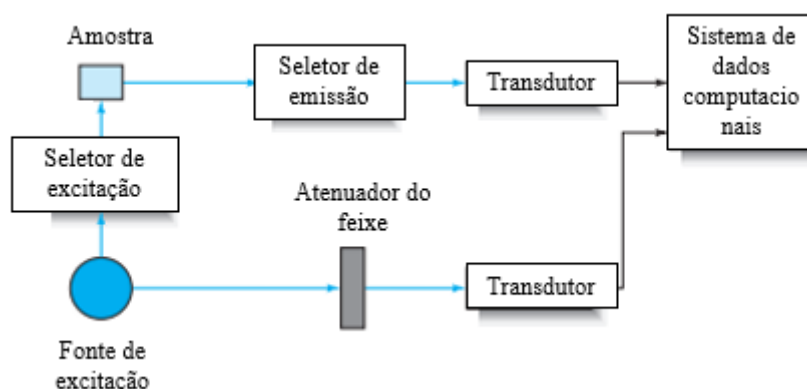 Amostra
Seletor de
emissão
Transdutor
Sistema de
dados
computacio
nais
Seletor de
excitação
Atenuador do
feixe
Transdutor
Fonte de
excitação